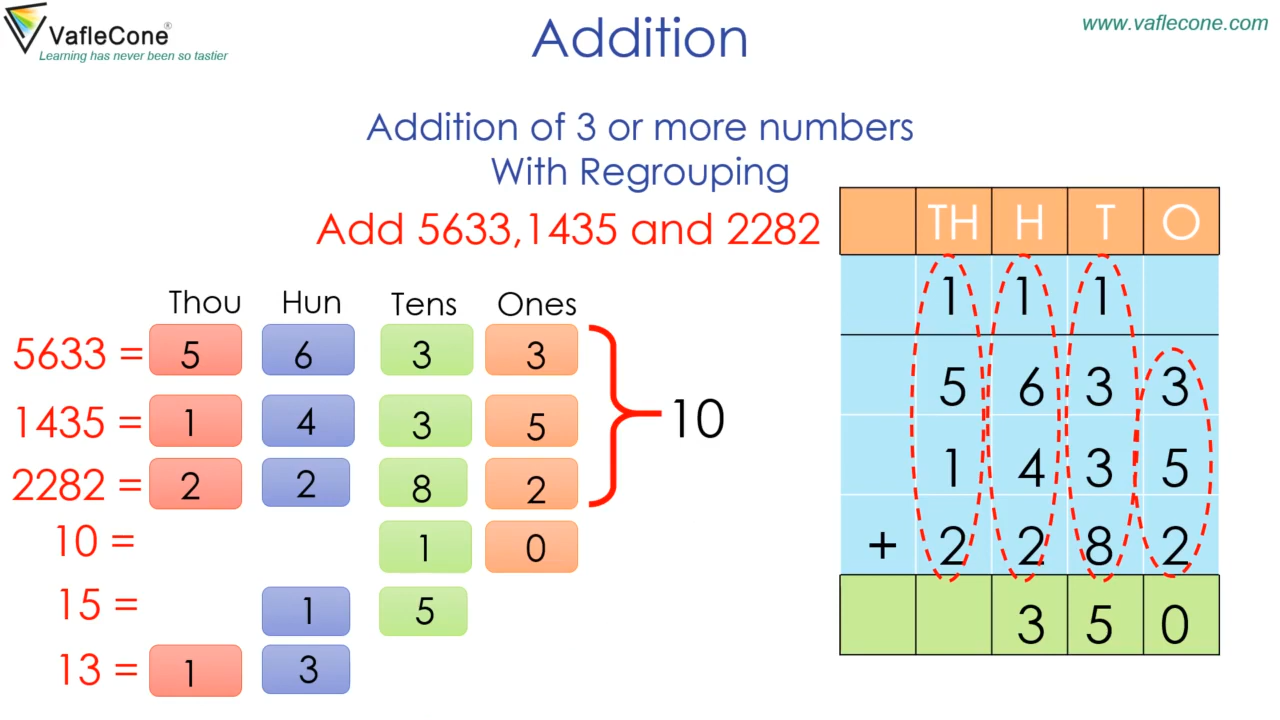 VafleCone®
Learning has never been so tastier
Addition
www.vaflecone.com
Addition of 3 or more numbers
With Regrouping
Add 5633,1435 and 2282
Thou Hun Tens Ones
5633 = 5 6 3 3
1435 = 1 4 3 5
2282 = 2 2 8 2
10
10 = 1 0
15 = 1 5
13 = 1 3
TH H T O
1 1 1
5 6 3 3
1 4 3 5
+ 2 2 8 2
3 5 0